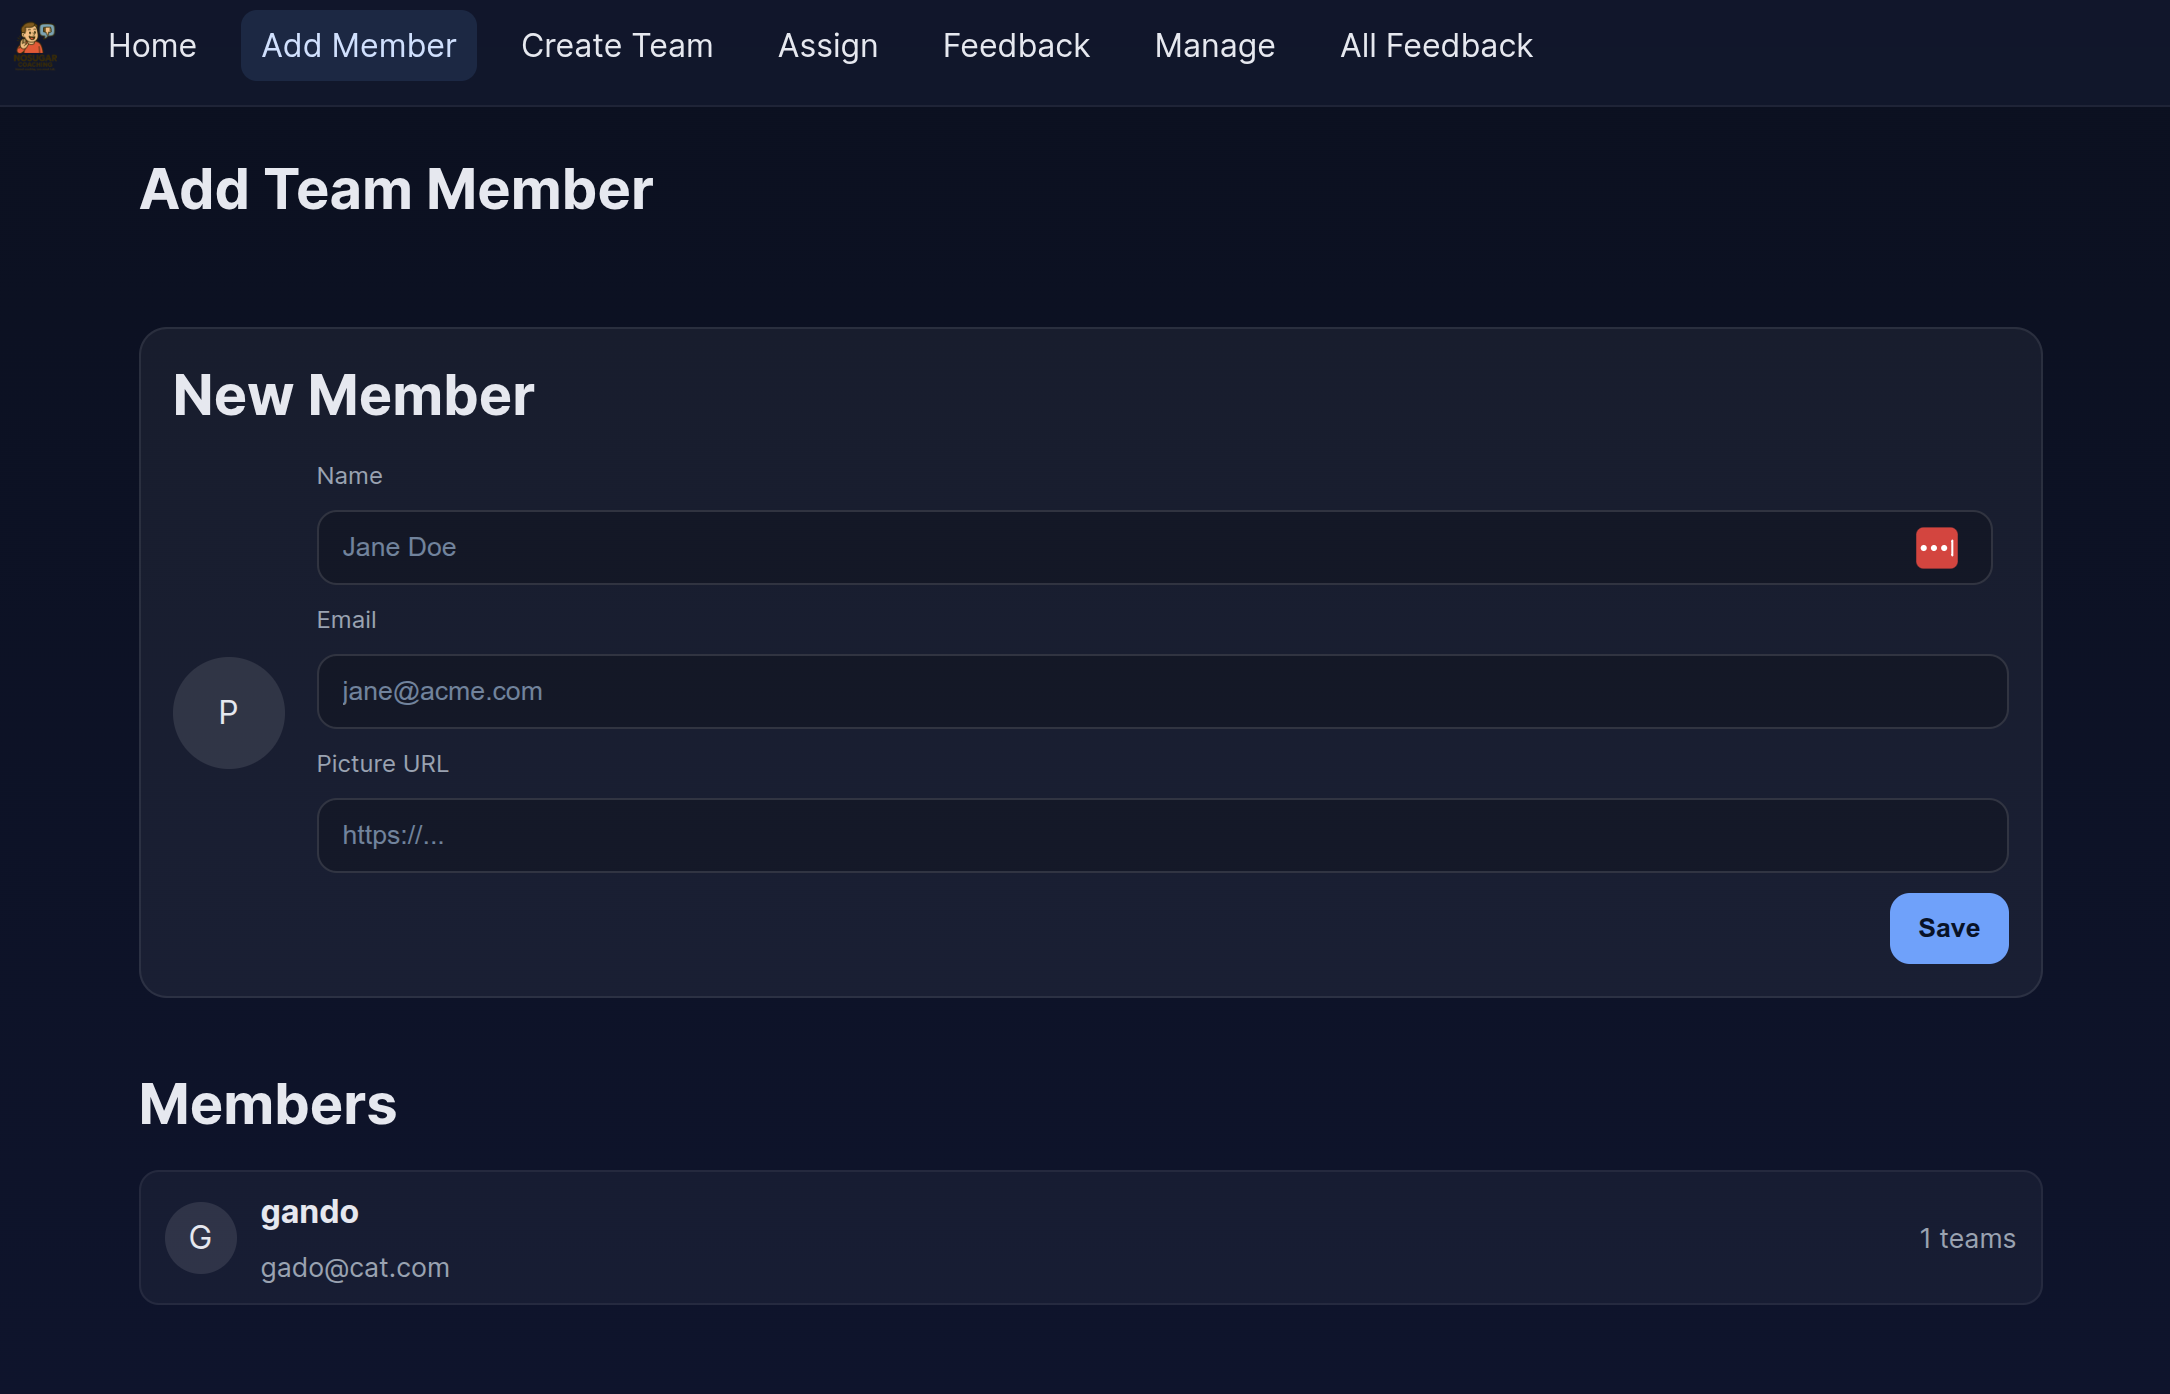 Home Add Member Create Team Assign Feedback Manage All Feedback
Add Team Member
New Member
Name
Jane Doe
Email
jane@acme.com
P
Picture URL
https://...
Save
Members
G
gando
gado@cat.com
1 teams